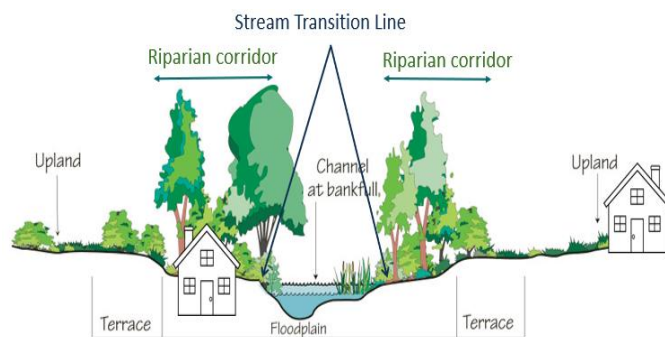 Stream Transition Line
Riparian corridor
Riparian corridor
Upland
Channel
at bankfull
Upland
Terrace
Floodplain
Terrace